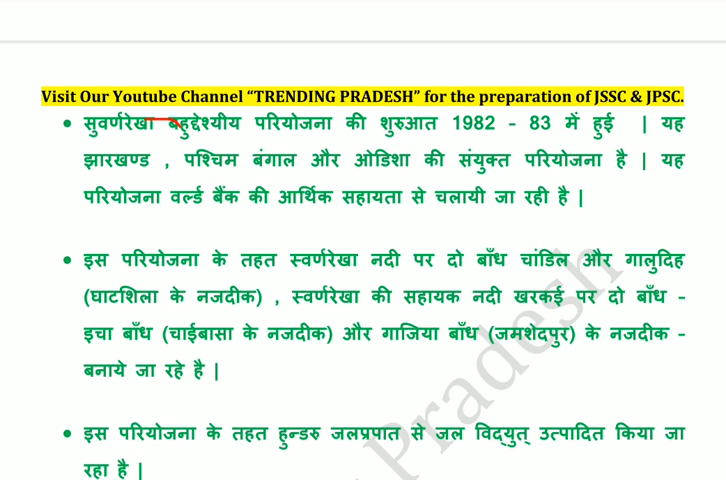 Visit Our Youtube Channel “TRENDING PRADESH” for the preparation of JSSC & JPSC.
• सुवर्णरेखा बहुद्देश्यीय परियोजना की शुरुआत 1982 – 83 में हुई | यह
झारखण्ड , पश्चिम बंगाल और ओडिशा की संयुक्त परियोजना है | यह
परियोजना वर्ल्ड बैंक की आर्थिक सहायता से चलायी जा रही है |
• इस परियोजना के तहत स्वर्णरेखा नदी पर दो बाँध चांडिल और गालुदिह
(घाटशिला के नजदीक) , स्वर्णरेखा की सहायक नदी खरकई पर दो बाँध –
इचा बाँध (चाईबासा के नजदीक) और गाजिया बाँध (जमशेदपुर) के नजदीक –
बनाये जा रहे है |
• इस परियोजना के तहत हुन्डरु जलप्रपात से जल विद्युत् उत्पादित किया जा
रहा है |
Pradesh